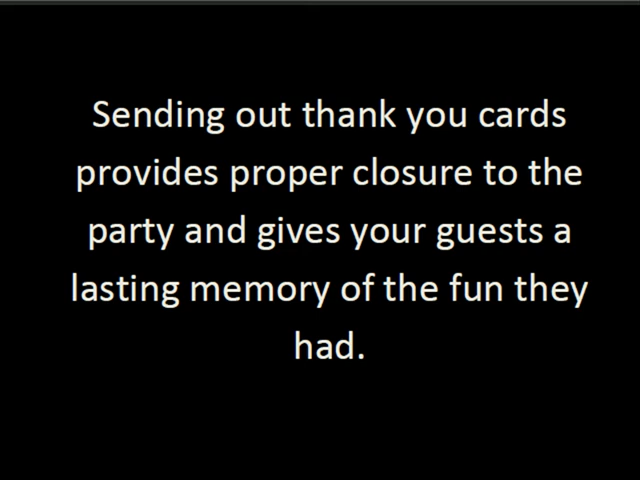 Sending out thank you cards
provides proper closure to the
party and gives your guests a
lasting memory of the fun they
had.